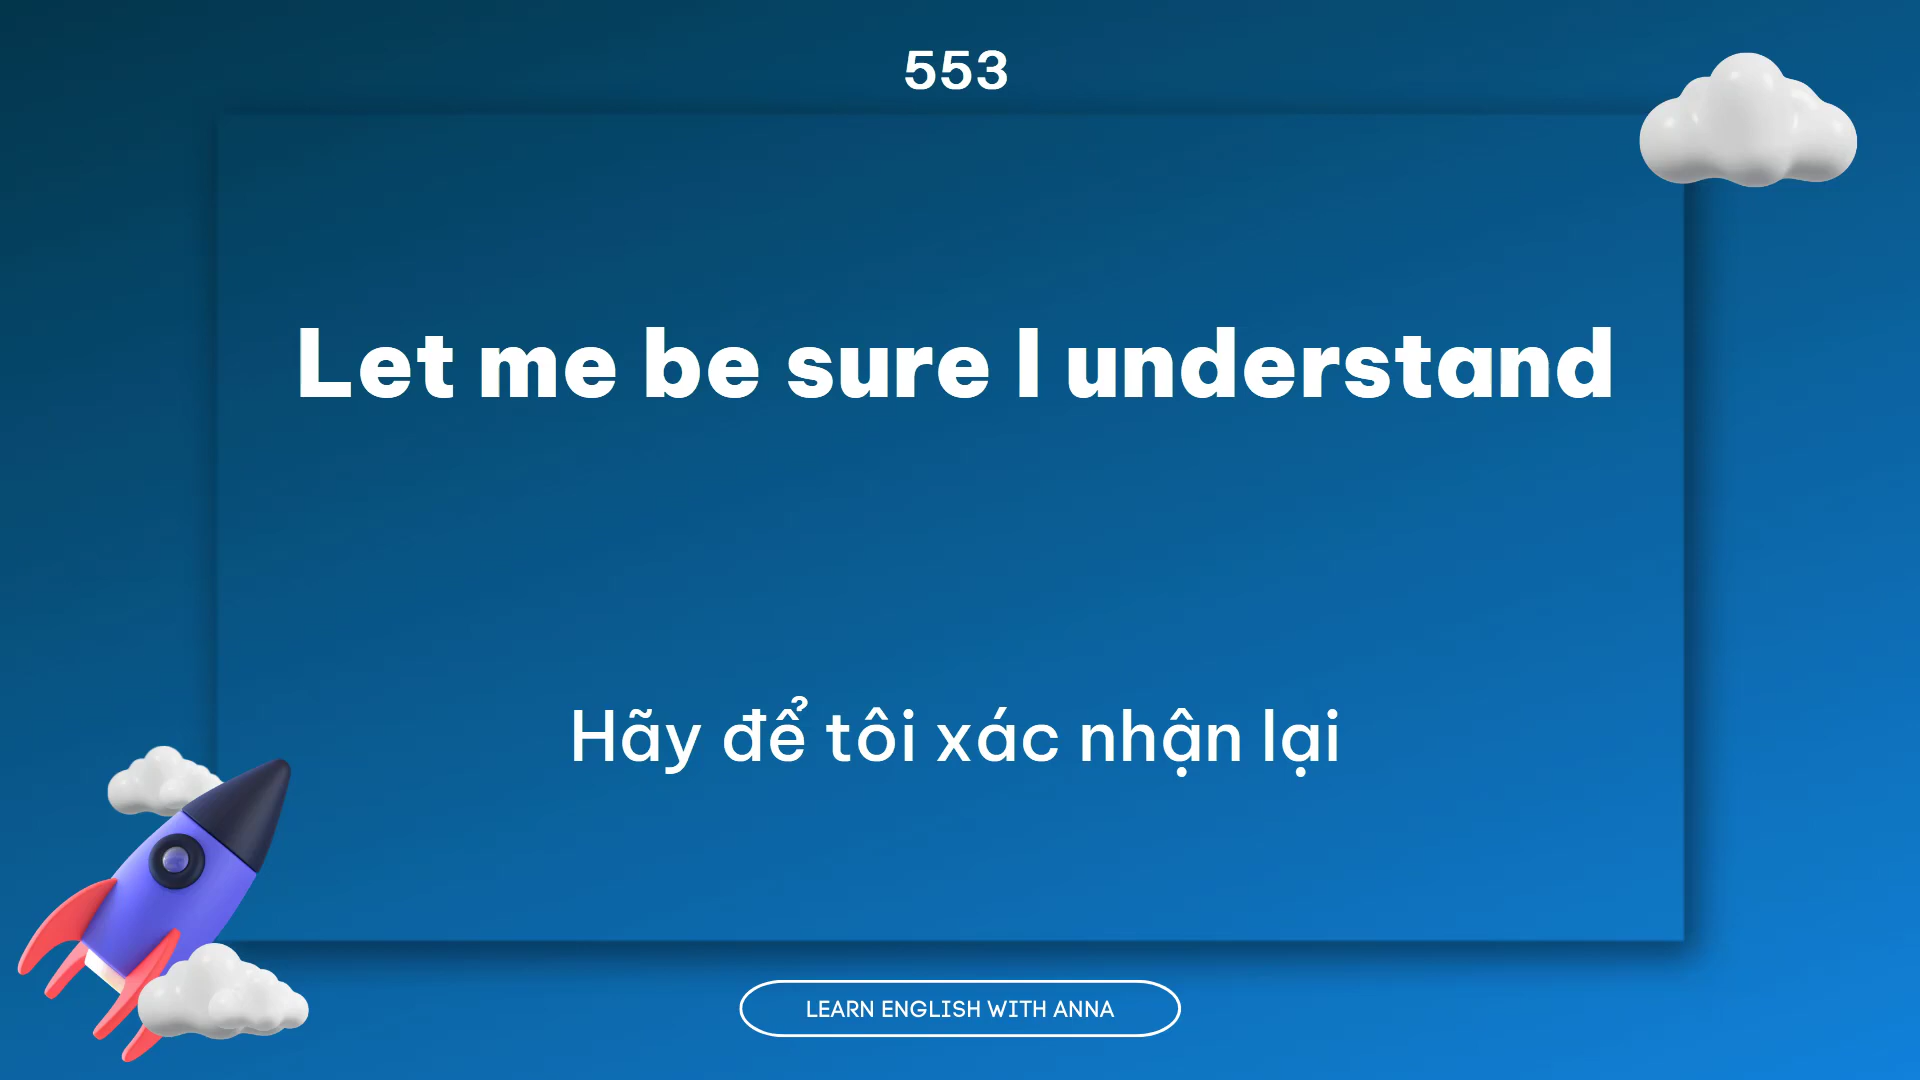 553
Let me be sure I understand
Hãy để tôi xác nhận lại
LEARN ENGLISH WITH ANNA